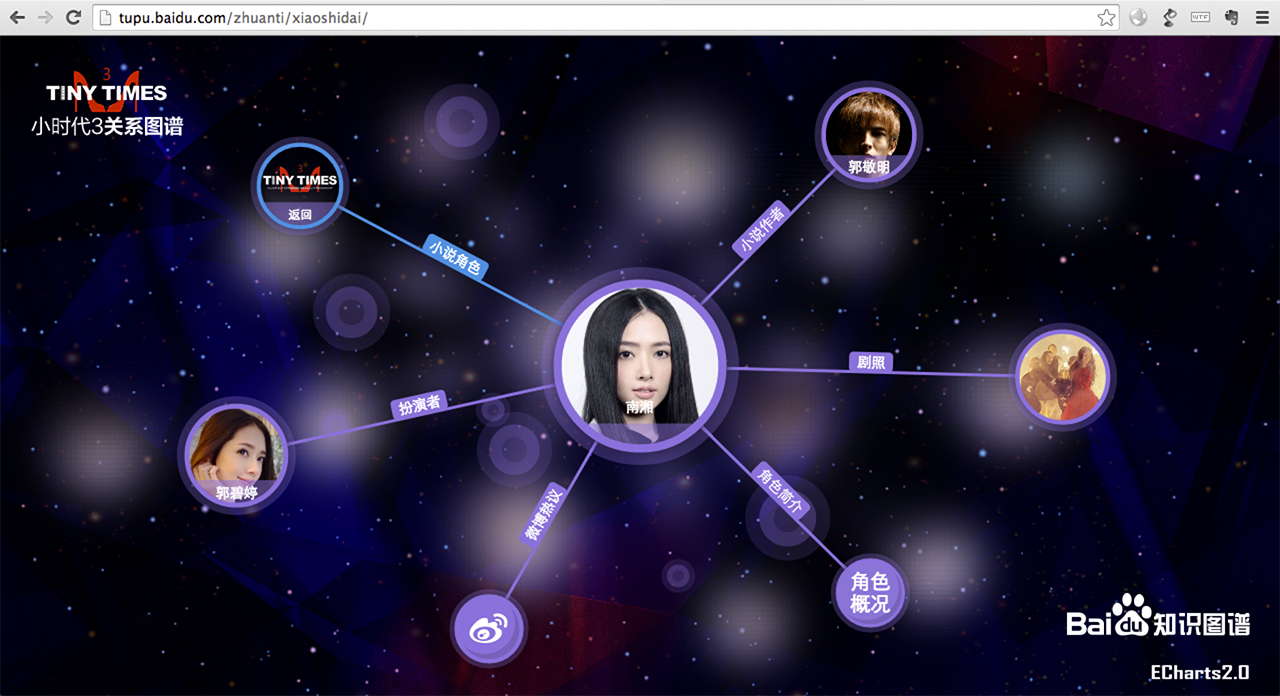 tupu.baidu.com/zhuanti/xiaoshidai/
WTF
3
TINY TIMES
小时代3关系图谱
3
TINY TIMES
返回
小说角色
郭敬明
小说作者
南湘
剧照
扮演者
郭碧婷
微博热议
角色简介
角色
概况
Baidu知识图谱
ECharts2.0